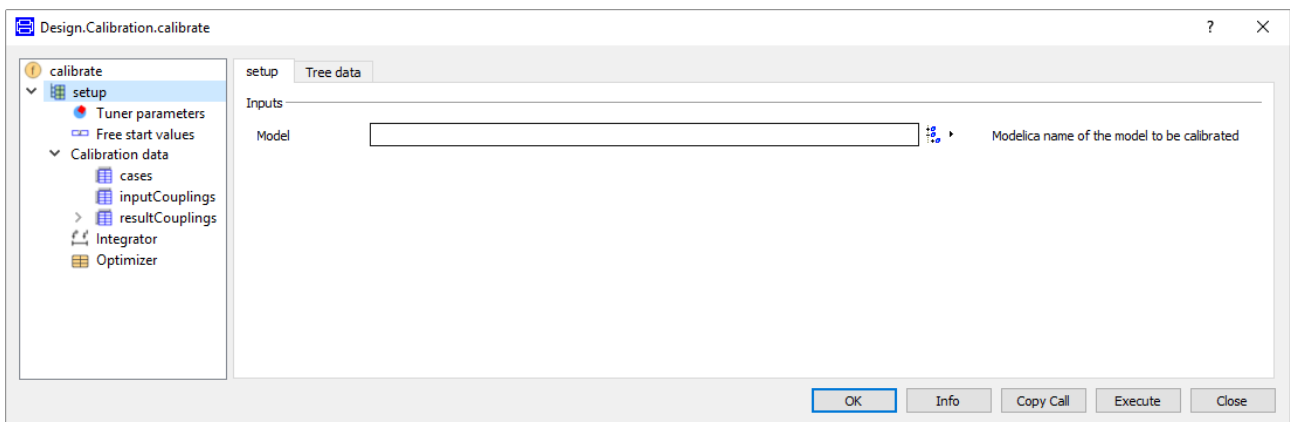 Design.Calibration.calibrate
? ×
calibrate
setup
Tuner parameters
Free start values
Calibration data
cases
inputCouplings
resultCouplings
Integrator
Optimizer
setup Tree data
Inputs
Model Modelica name of the model to be calibrated
OK Info Copy Call Execute Close